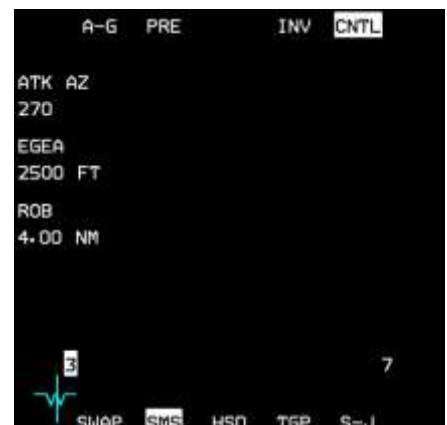 A-G PRE INV CNTL
ATK AZ
270
EGEA
2500 FT
ROB
4.00 NM
3 7
SWAP SMS HSD TGP S-J